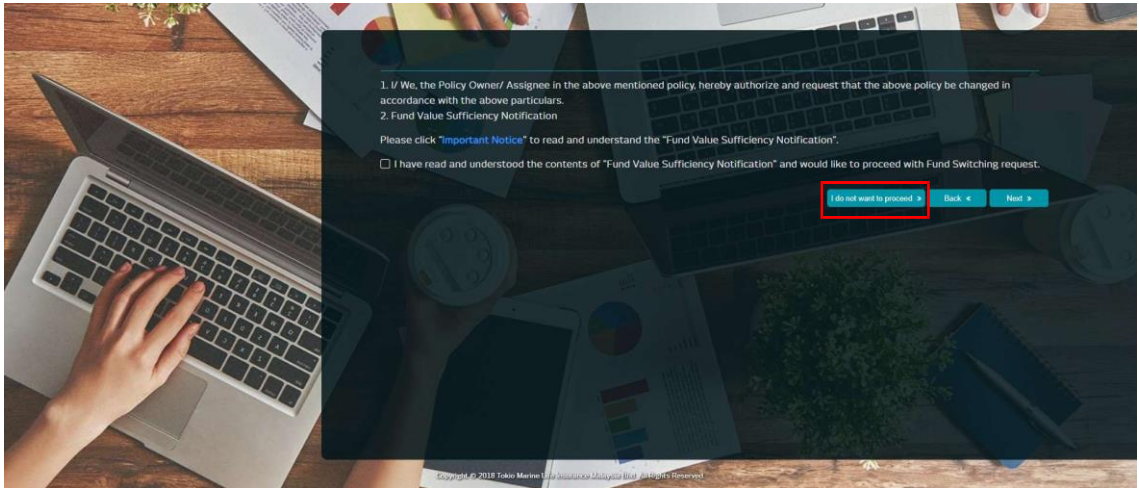 1. I/ We, the Policy Owner/ Assignee in the above mentioned policy, hereby authorize and request that the above policy be changed in
accordance with the above particulars.
2. Fund Value Sufficiency Notification
Please click "Important Notice" to read and understand the "Fund Value Sufficiency Notification".
I have read and understood the contents of "Fund Value Sufficiency Notification" and would like to proceed with Fund Switching request.
I do not want to proceed » Back « Next »
Copyright © 2018 Tokio Marine Life Insurance Malaysia Bhd. All Rights Reserved.